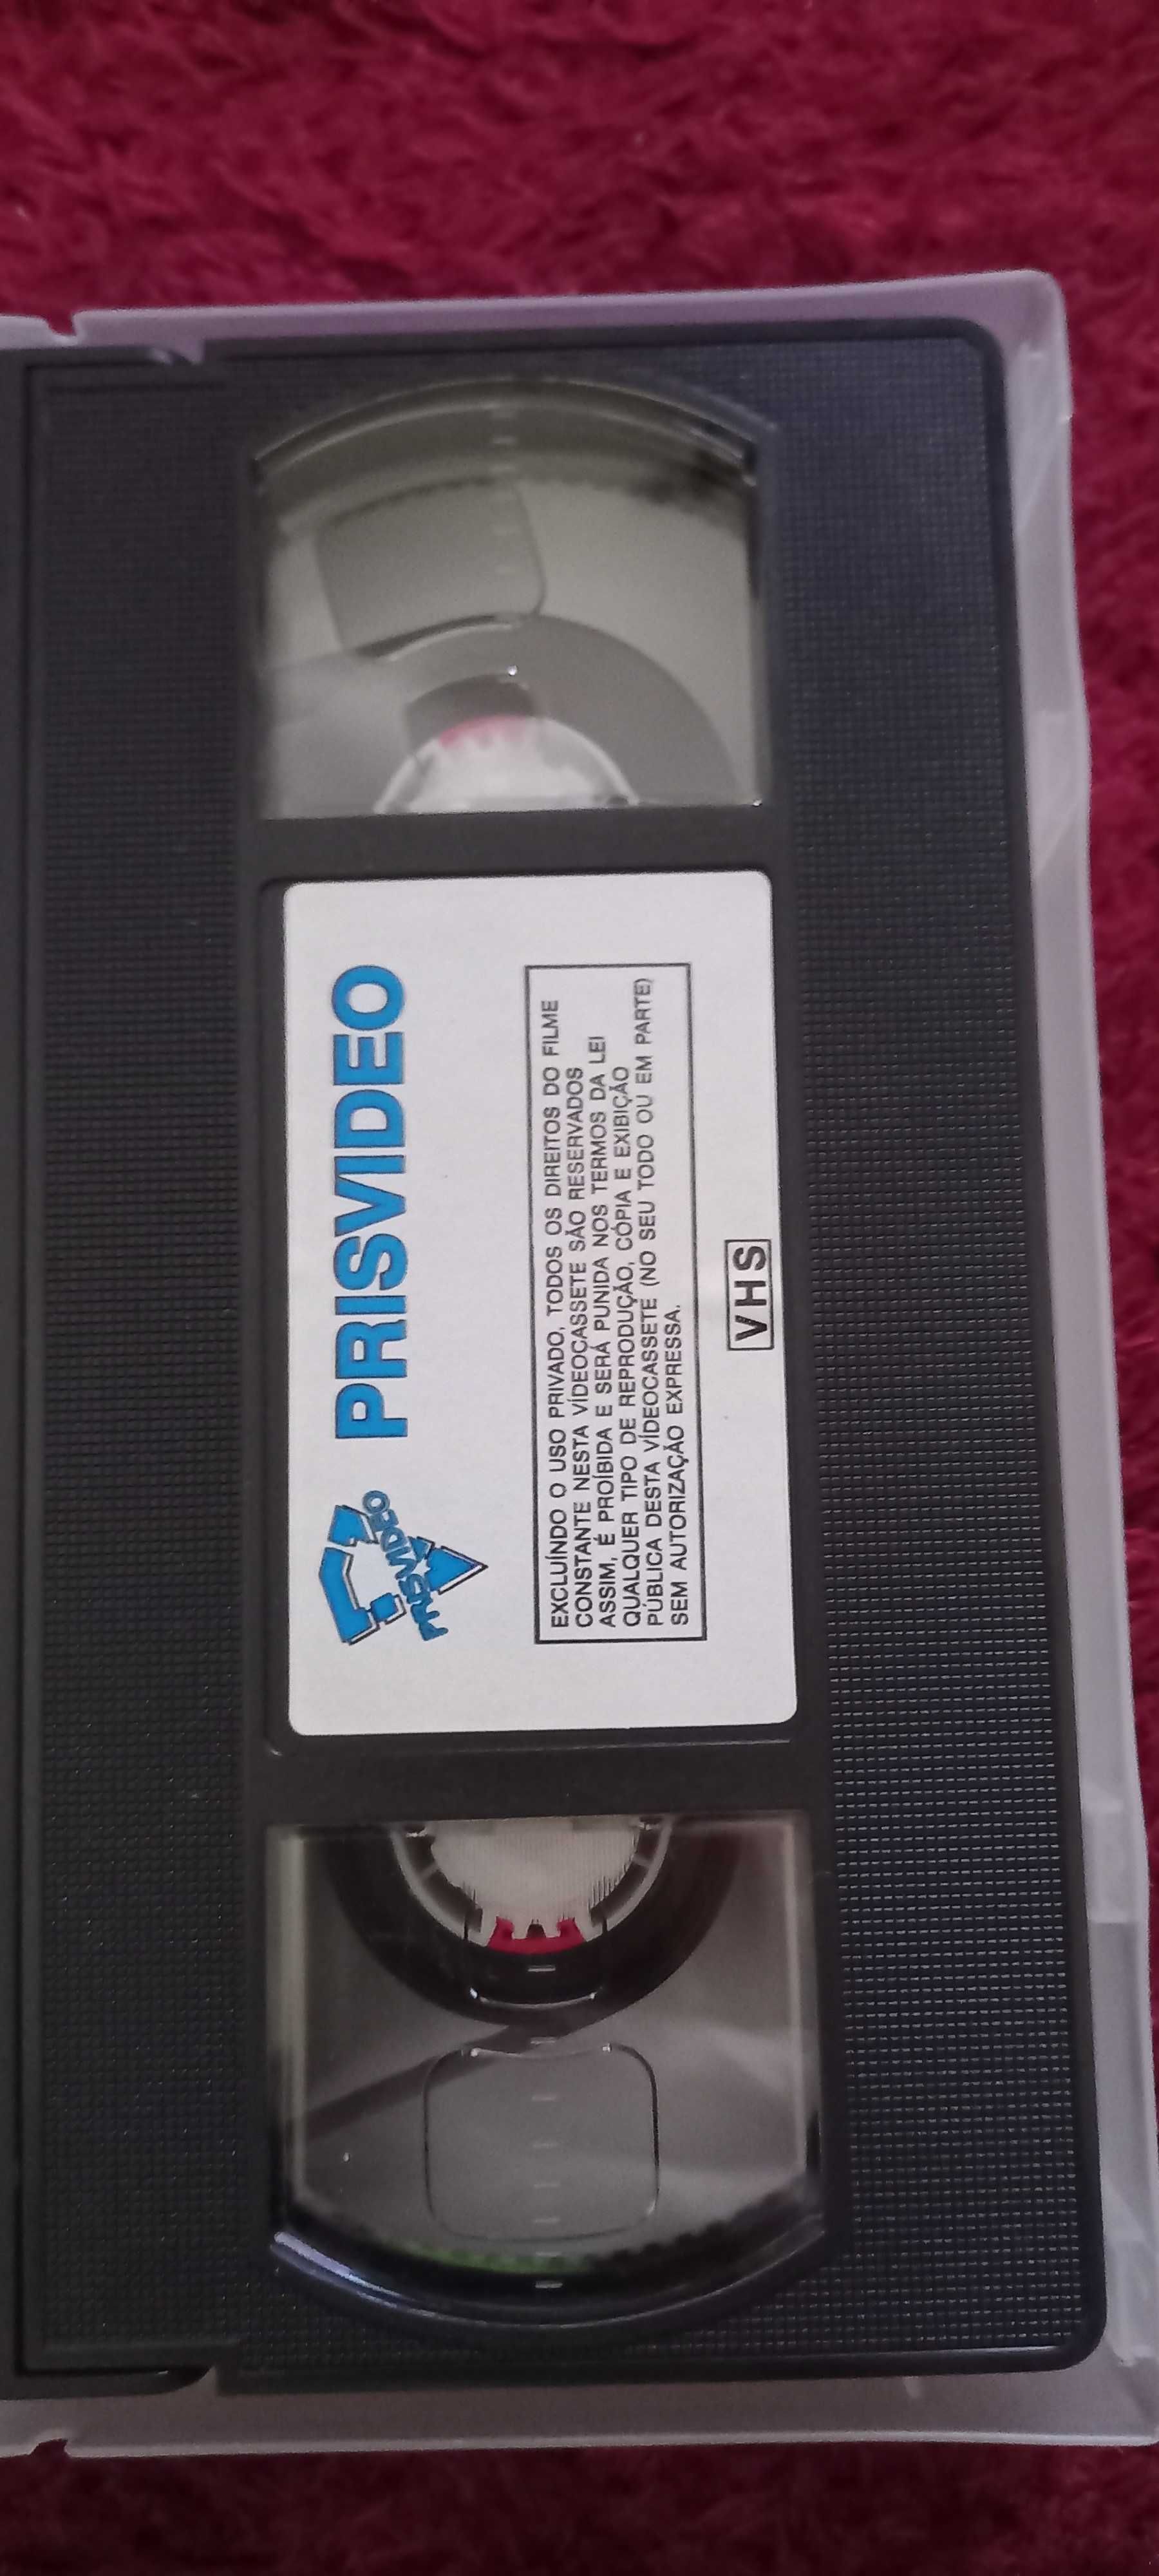 PRISVIDEO
PRISVIDEO
EXCLUÍNDO O USO PRIVADO, TODOS OS DIREITOS DO FILME
CONSTANTE NESTA VÍDEOCASSETE SÃO RESERVADOS
ASSIM, É PROÍBIDA E SERÁ PUNIDA NOS TERMOS DA LEI
QUALQUER TIPO DE REPRODUÇÃO, CÓPIA E EXIBIÇÃO
PÚBLICA DESTA VÍDEOCASSETE (NO SEU TODO OU EM PARTE)
SEM AUTORIZAÇÃO EXPRESSA.
VHS